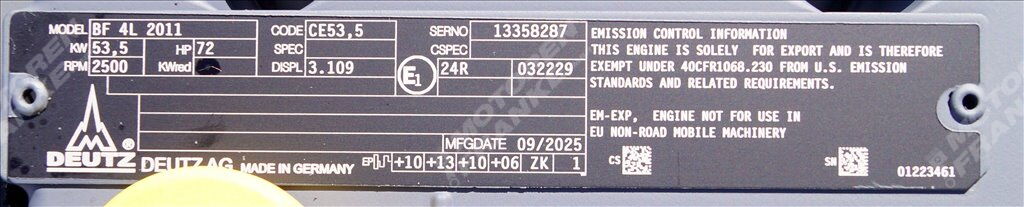 MODEL BF 4L 2011 CODE CE53,5 SERNO 13358287
KW 53,5 HP 72 SPEC CSPEC
RPM 2500 KWred DISPL 3.109 E1 24R 032229
MFGDATE 09/2025
DEUTZ DEUTZ AG MADE IN GERMANY EP +10 +13 +10 +06 ZK 1
EMISSION CONTROL INFORMATION
THIS ENGINE IS SOLELY FOR EXPORT AND IS THEREFORE
EXEMPT UNDER 40CFR1068.230 FROM U.S. EMISSION
STANDARDS AND RELATED REQUIREMENTS.
EM-EXP, ENGINE NOT FOR USE IN
EU NON-ROAD MOBILE MACHINERY
CS SN 01223461